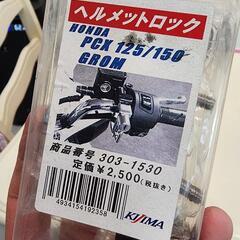 ヘルメットロック
HONDA
PCX 125/150
GROM
商品番号 303-1530
定価¥2,500(税抜き)
4934154192358
KIJIMA